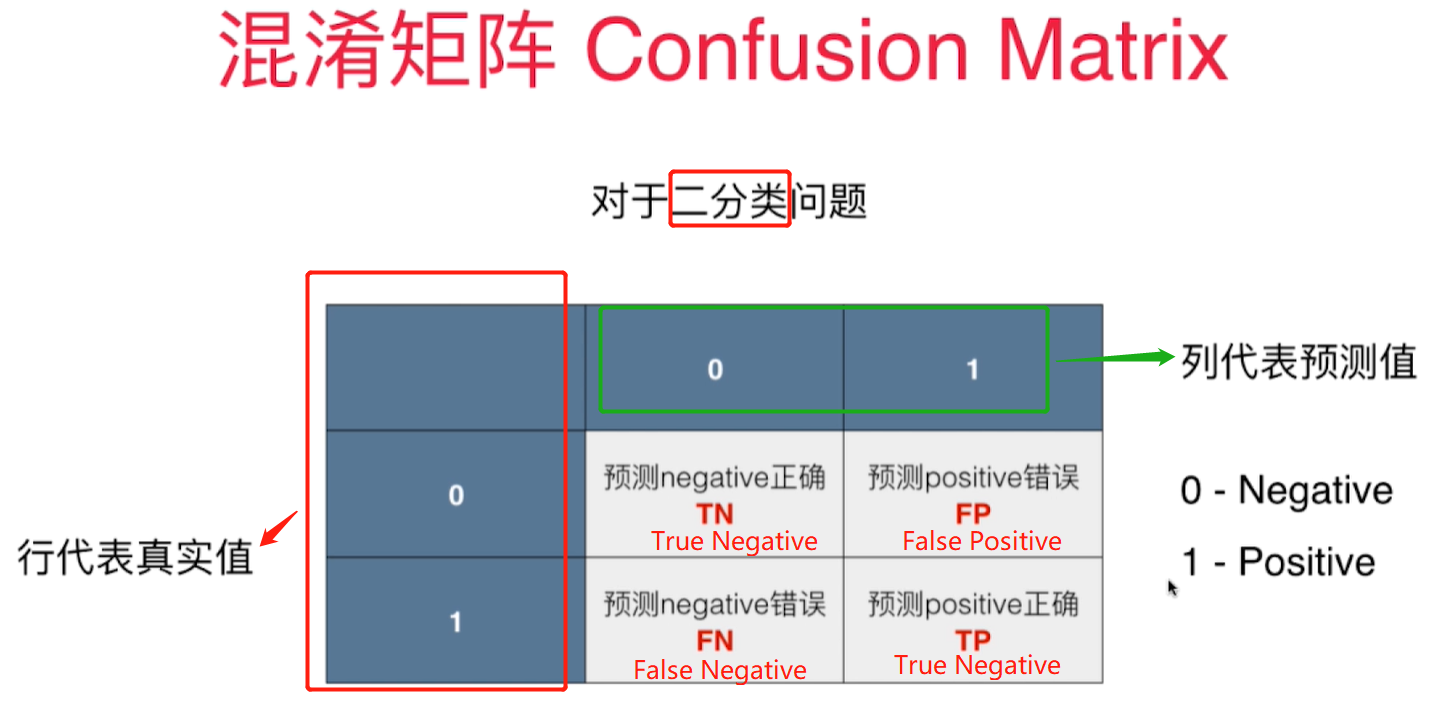 混淆矩阵 Confusion Matrix
对于二分类问题
0
1
列代表预测值
0
预测negative正确
TN
True Negative
预测positive错误
FP
False Positive
0 - Negative
行代表真实值
1 - Positive
1
预测negative错误
FN
False Negative
预测positive正确
TP
True Negative